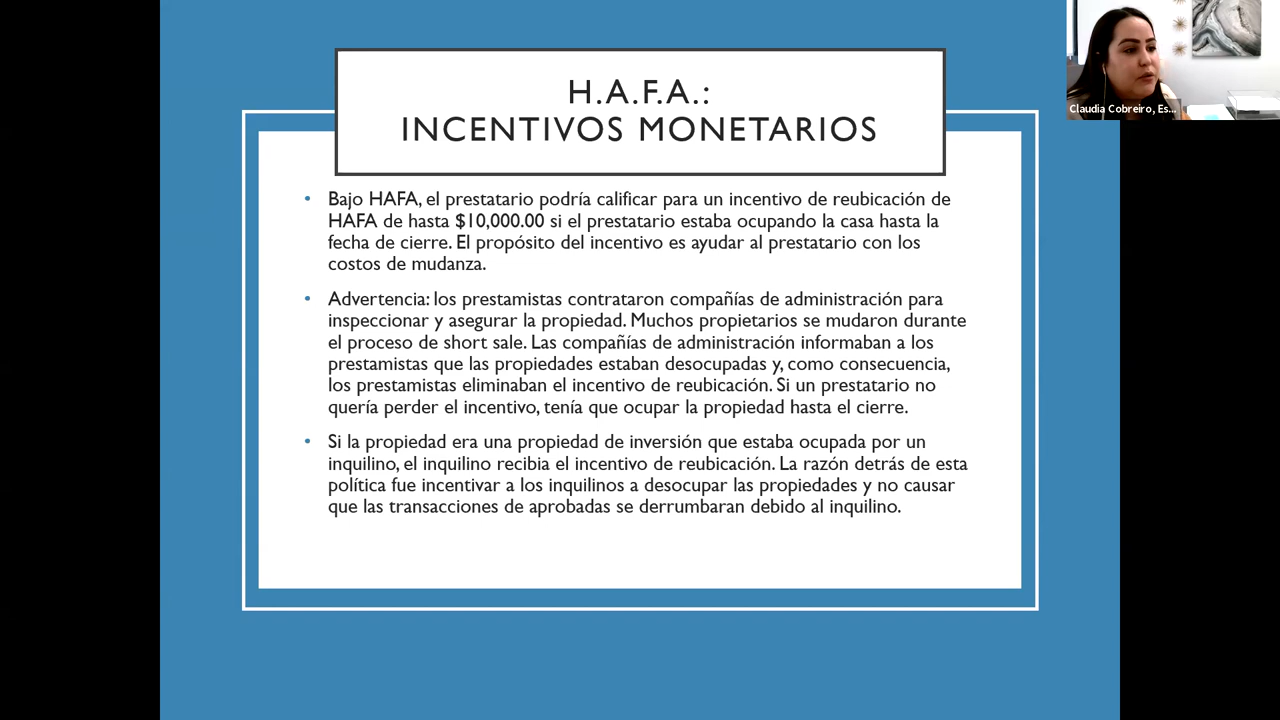 H.A.F.A.:
INCENTIVOS MONETARIOS
Claudia Cobreiro, Es...
• Bajo HAFA, el prestatario podría calificar para un incentivo de reubicación de
HAFA de hasta $10,000.00 si el prestatario estaba ocupando la casa hasta la
fecha de cierre. El propósito del incentivo es ayudar al prestatario con los
costos de mudanza.
• Advertencia: los prestamistas contrataron compañías de administración para
inspeccionar y asegurar la propiedad. Muchos propietarios se mudaron durante
el proceso de short sale. Las compañías de administración informaban a los
prestamistas que las propiedades estaban desocupadas y, como consecuencia,
los prestamistas eliminaban el incentivo de reubicación. Si un prestatario no
quería perder el incentivo, tenía que ocupar la propiedad hasta el cierre.
• Si la propiedad era una propiedad de inversión que estaba ocupada por un
inquilino, el inquilino recibia el incentivo de reubicación. La razón detrás de esta
política fue incentivar a los inquilinos a desocupar las propiedades y no causar
que las transacciones de aprobadas se derrumbaran debido al inquilino.